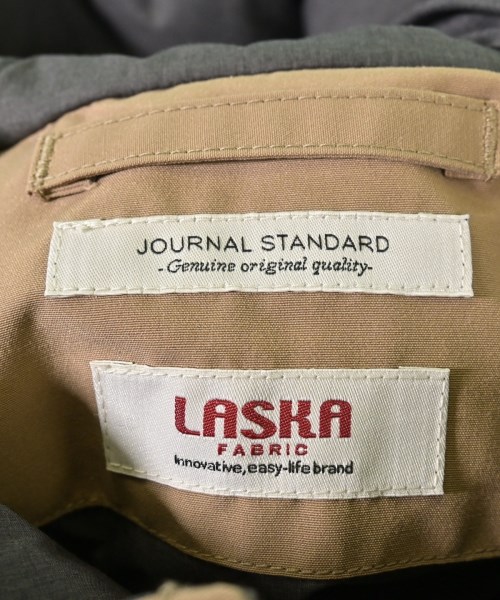 JOURNAL STANDARD
-Genuine original quality-
LASKA
FABRIC
Innovative, easy-life brand